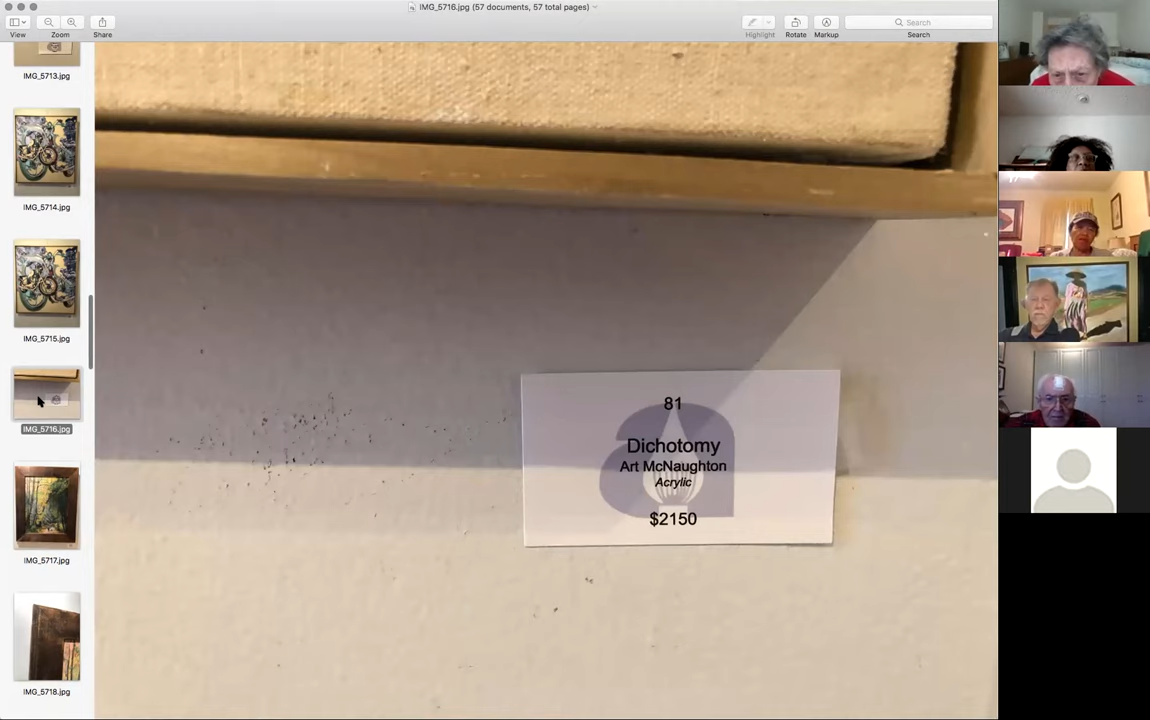 IMG_5716.jpg (57 documents, 57 total pages)
View
Zoom
Share
Highlight
Rotate
Markup
Search
Search
IMG_5713.jpg
IMG_5714.jpg
IMG_5715.jpg
IMG_5716.jpg
IMG_5717.jpg
IMG_5718.jpg
81
Dichotomy
Art McNaughton
Acrylic
$2150